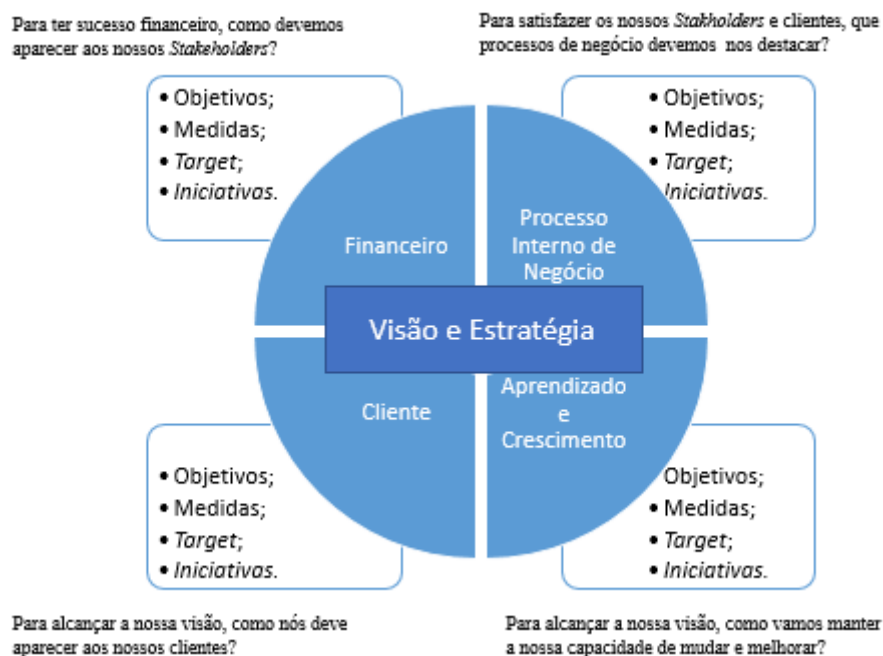 Para ter sucesso financeiro, como devemos
aparecer aos nossos Stakeholders?
Para satisfazer os nossos Stakholders e clientes, que
processos de negócio devemos nos destacar?
• Objetivos;
• Medidas;
• Target;
• Iniciativas.
• Objetivos;
• Medidas;
• Target;
Iniciativas.
Financeiro
Processo
Interno de
Negócio
Visão e Estratégia
Cliente
Aprendizado
e
Crescimento
• Objetivos;
• Medidas;
• Target;
• Iniciativas.
Objetivos;
• Medidas;
• Target;
• Iniciativas.
Para alcançar a nossa visão, como nós deve
aparecer aos nossos clientes?
Para alcançar a nossa visão, como vamos manter
a nossa capacidade de mudar e melhorar?